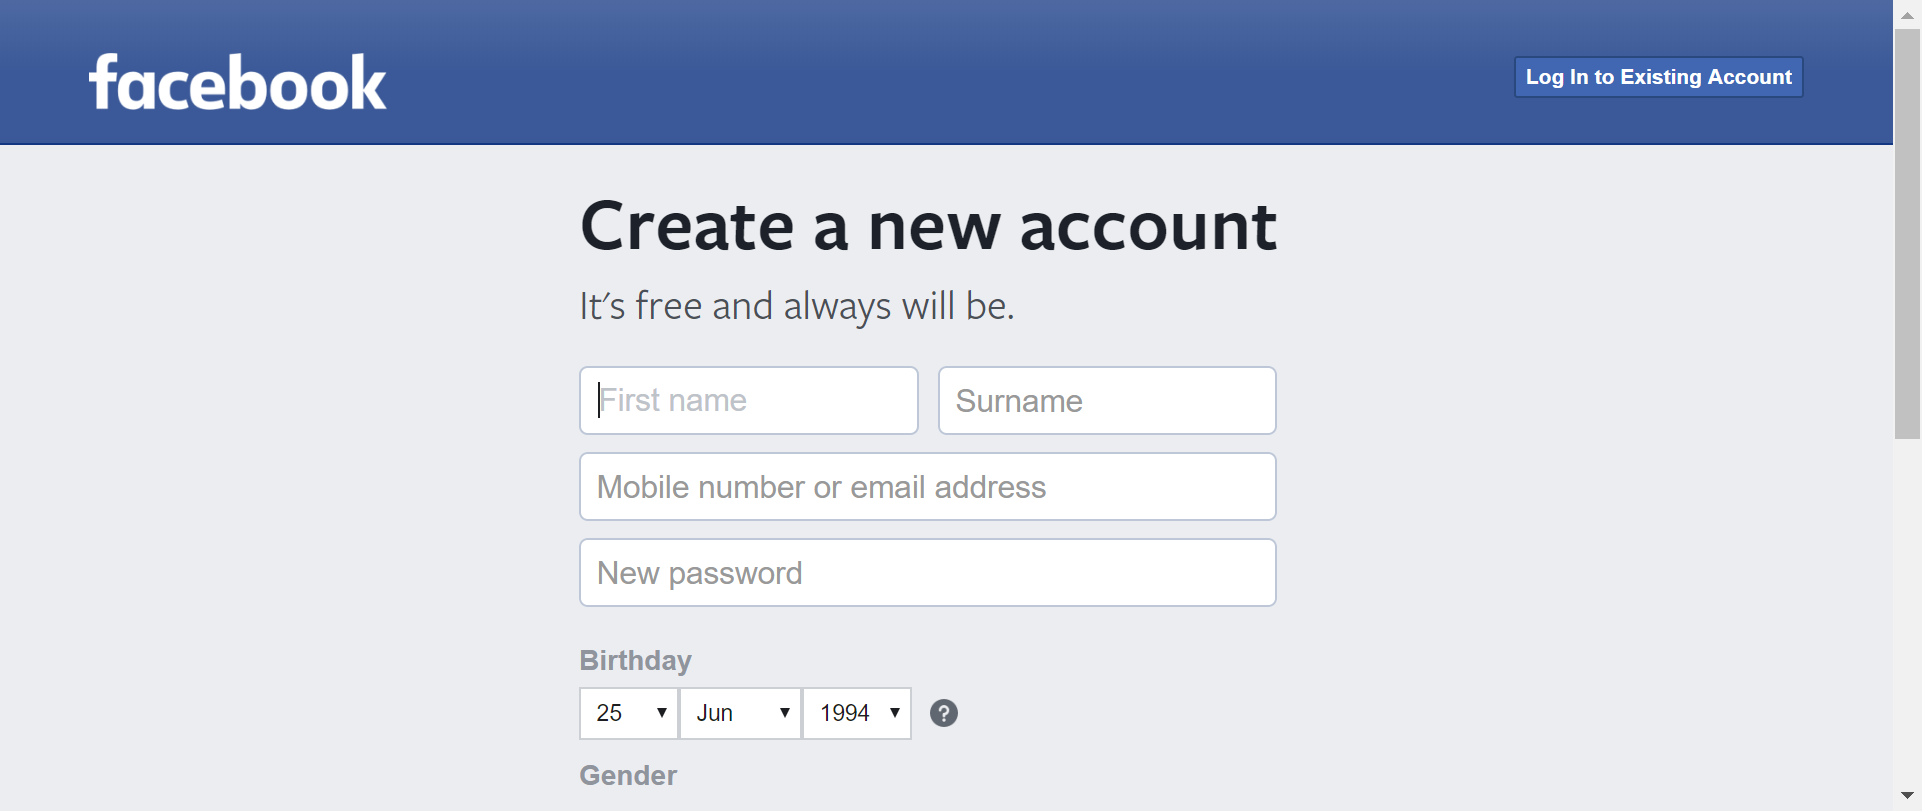 facebook
Log In to Existing Account
Create a new account
It's free and always will be.
First name Surname
Mobile number or email address
New password
Birthday
25 Jun 1994 ?
Gender